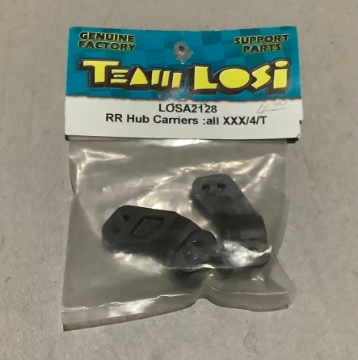 GENUINE FACTORY
SUPPORT PARTS
TEAM LOSI
LOSA2128
RR Hub Carriers :all XXX/4/T